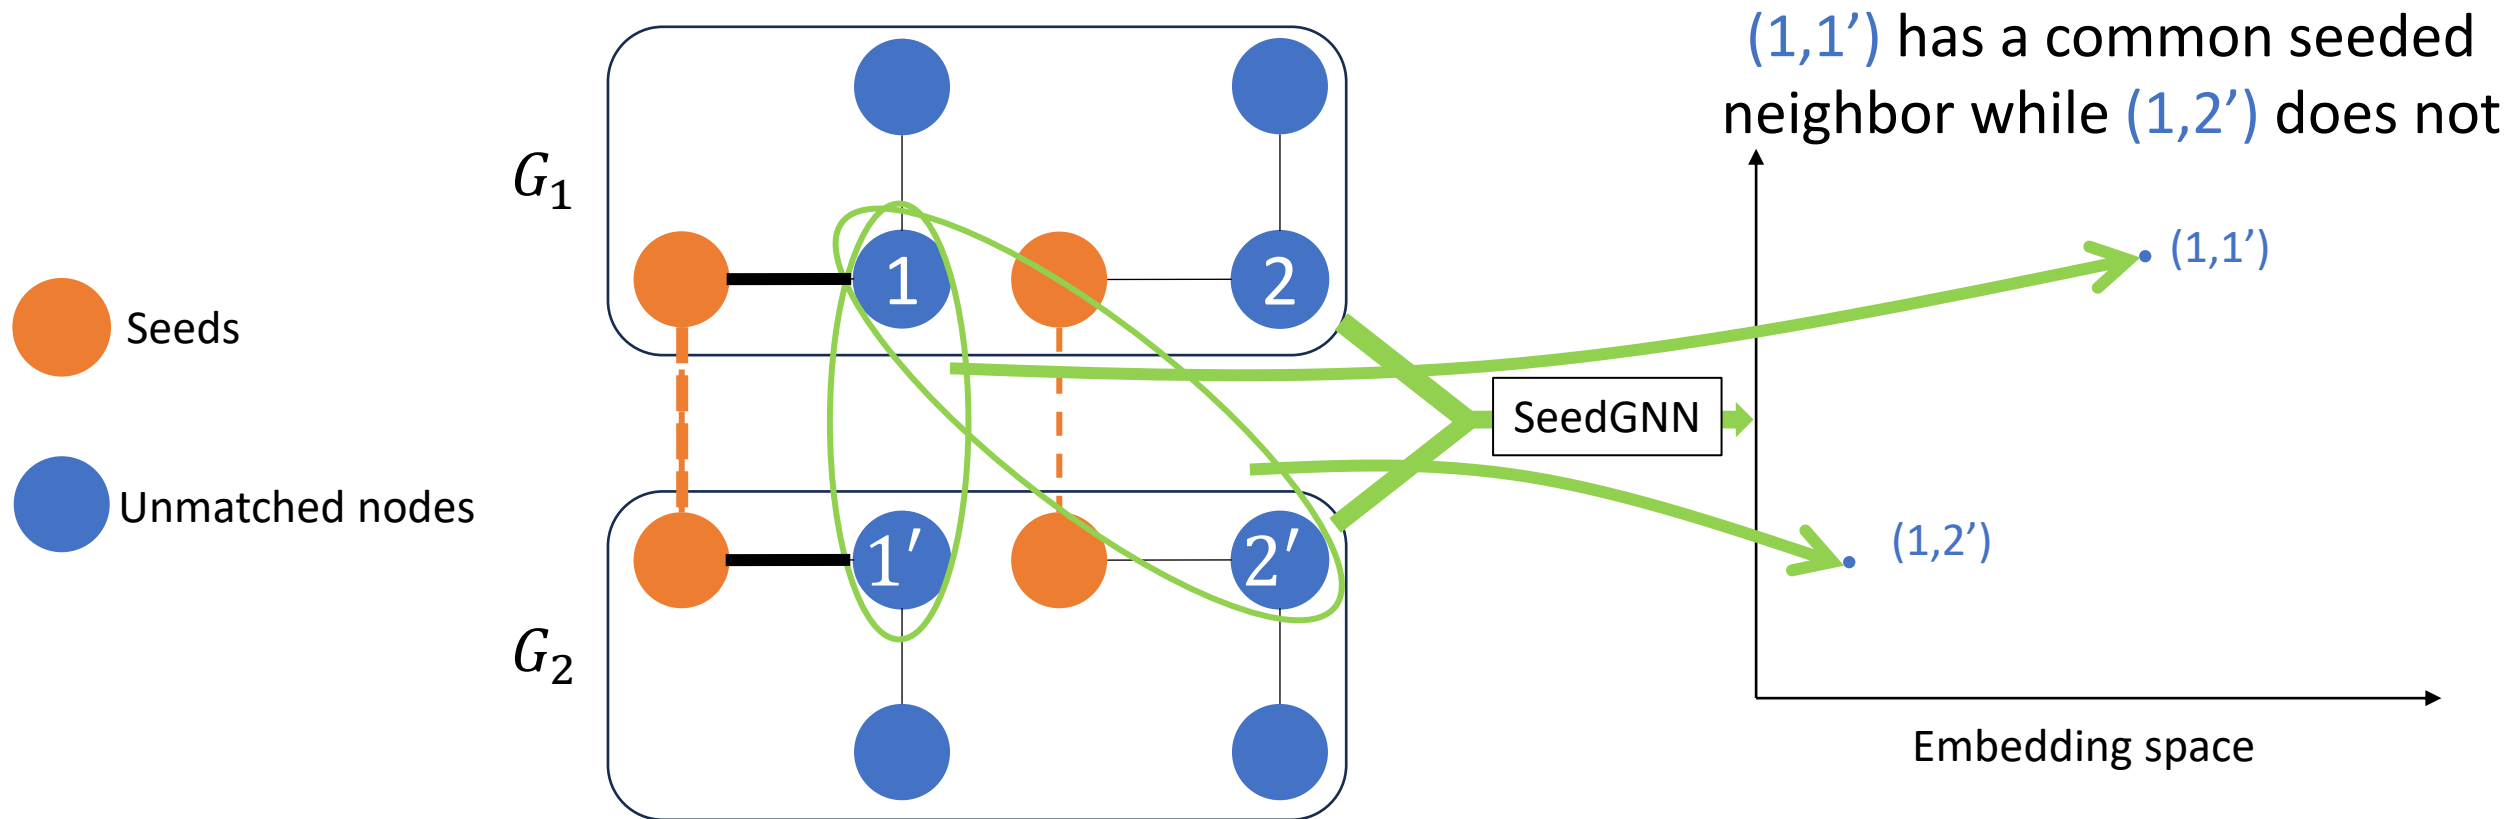 (1,1’) has a common seeded
neighbor while (1,2’) does not
G1
1
2
(1,1’)
Seeds
SeedGNN
Unmatched nodes
1′
2′
(1,2’)
G2
Embedding space